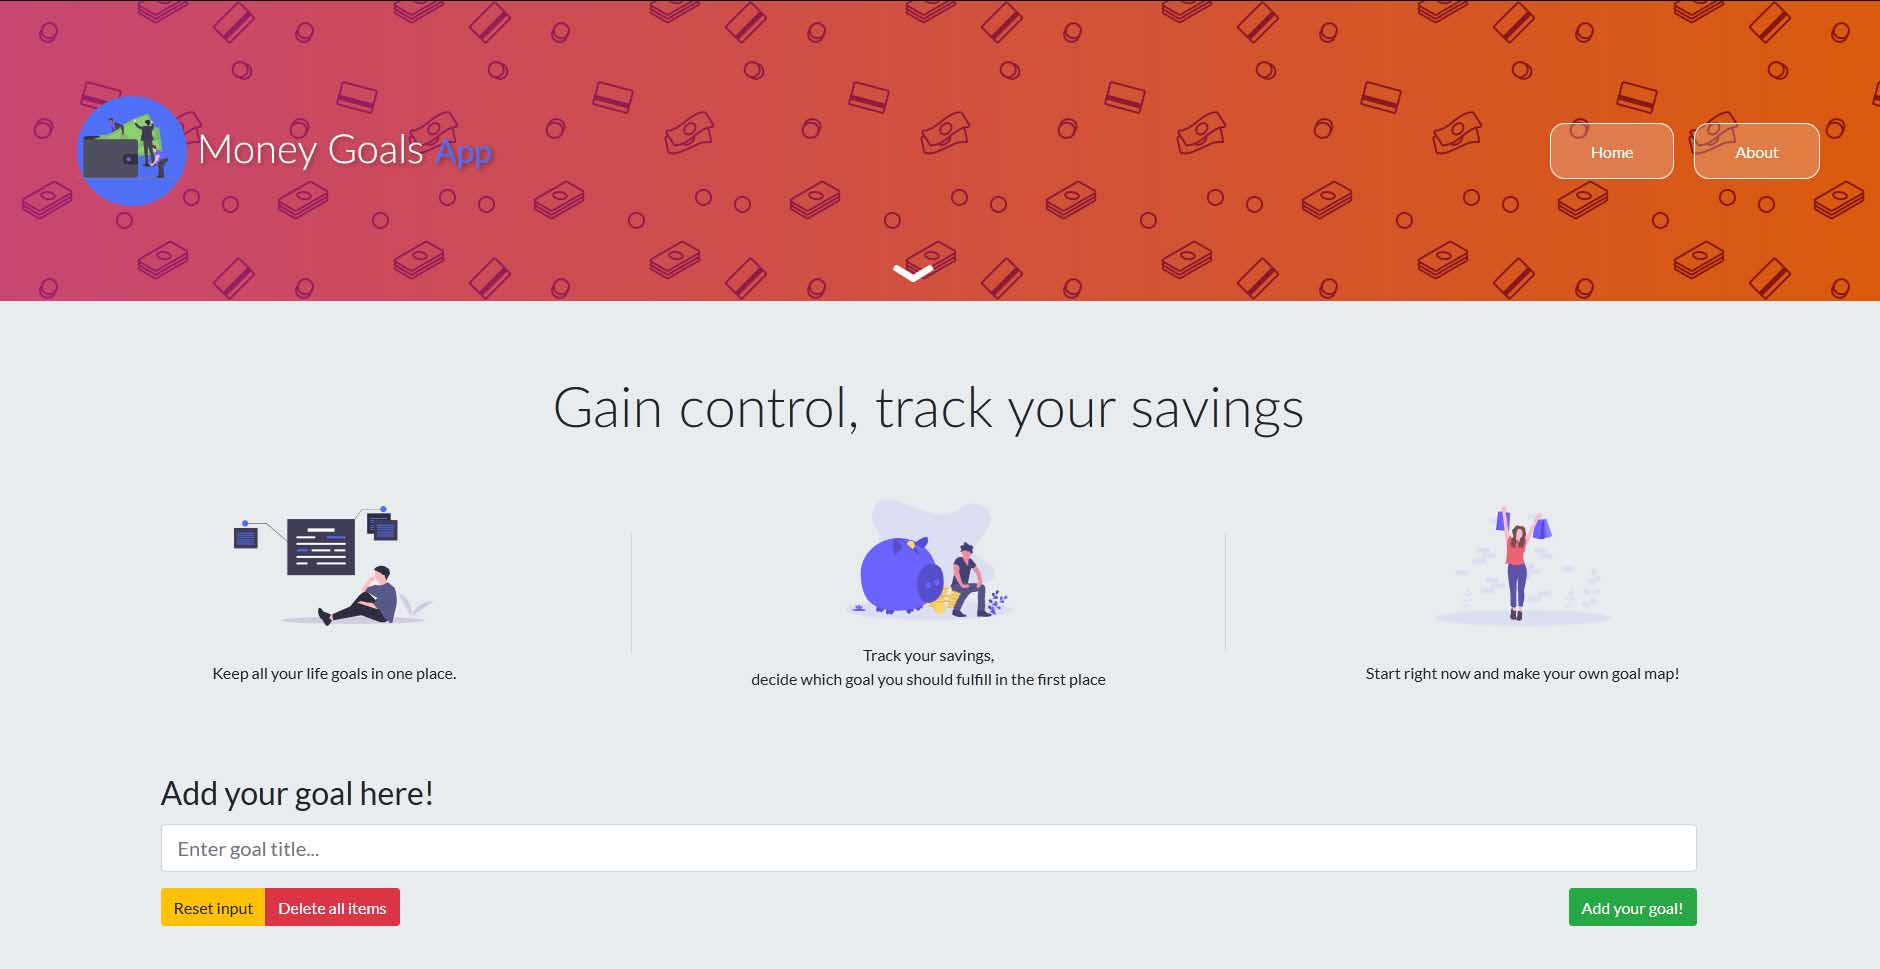 Money Goals App
Home
About
Gain control, track your savings
Keep all your life goals in one place.
Track your savings,
decide which goal you should fulfill in the first place
Start right now and make your own goal map!
Add your goal here!
Enter goal title...
Reset input
Delete all items
Add your goal!